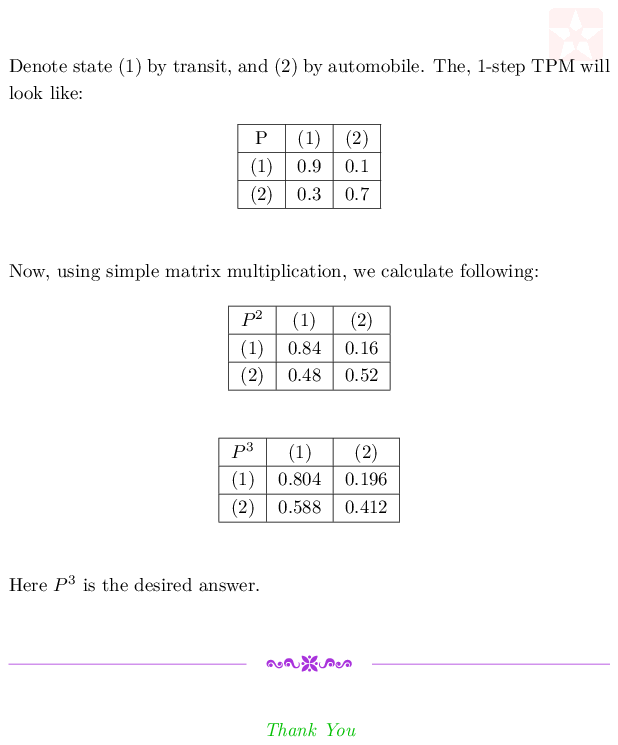 Denote state (1) by transit, and (2) by automobile. The, 1-step TPM will
look like:
P (1) (2)
(1) 0.9 0.1
(2) 0.3 0.7
Now, using simple matrix multiplication, we calculate following:
P² (1) (2)
(1) 0.84 0.16
(2) 0.48 0.52
P³ (1) (2)
(1) 0.804 0.196
(2) 0.588 0.412
Here P³ is the desired answer.
Thank You